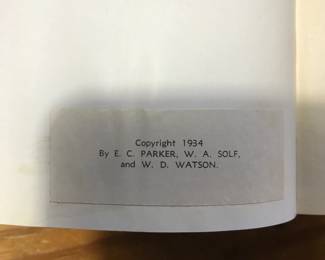 Copyright 1934
By E. C. PARKER, W. A. SOLF,
and W. D. WATSON.